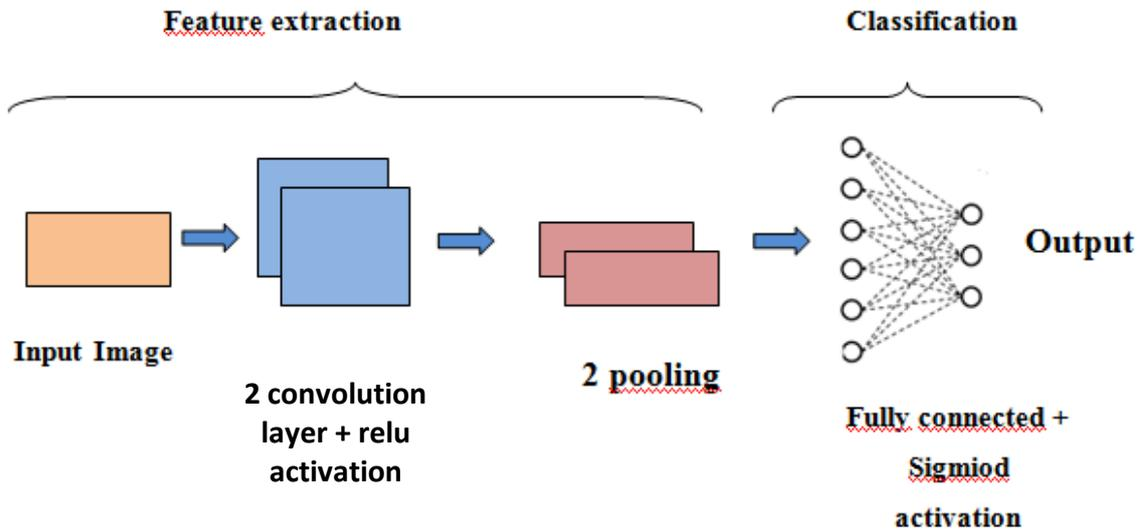 Feature extraction
Classification
Output
Input Image
2 convolution
layer + relu
activation
2 pooling
Fully connected +
Sigmiod
activation